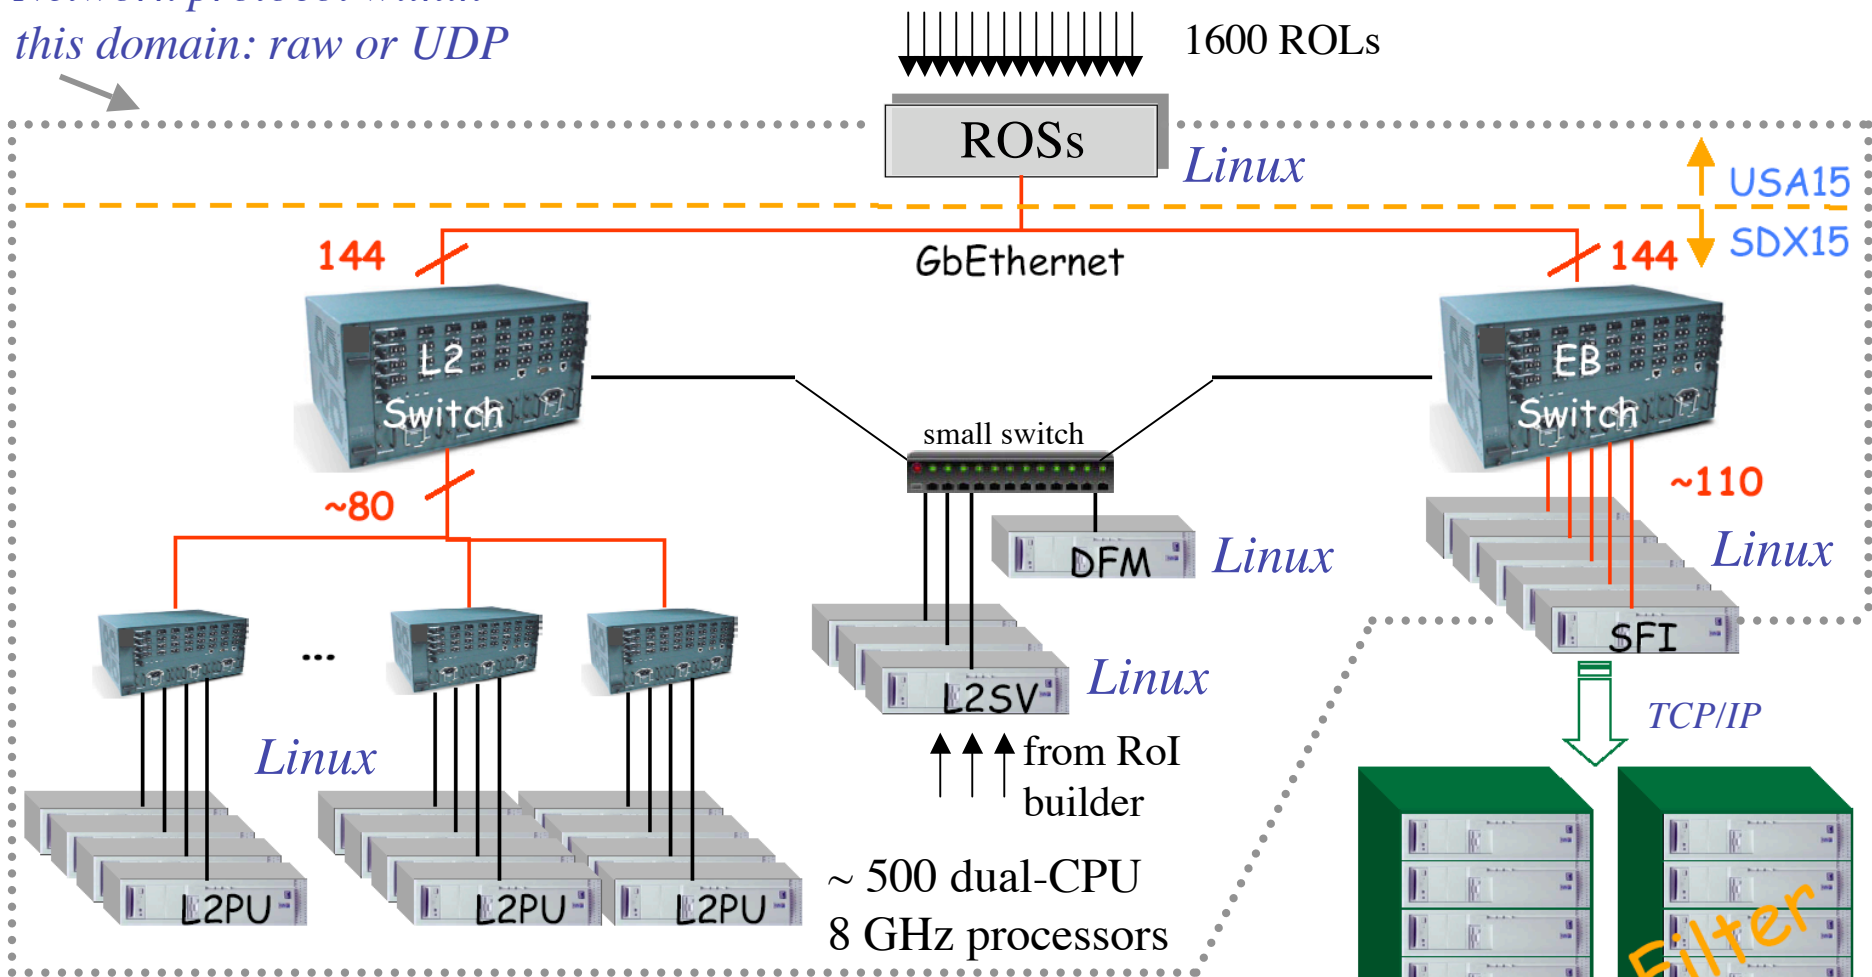 this domain: raw or UDP
1600 ROLs
ROSs
Linux
USA15
SDX15
144
GbEthernet
144
L2
Switch
EB
Switch
small switch
~80
~110
DFM
Linux
Linux
SFI
...
L2SV
Linux
Linux
from RoI
builder
TCP/IP
L2PU
L2PU
L2PU
~ 500 dual-CPU
8 GHz processors
Filter